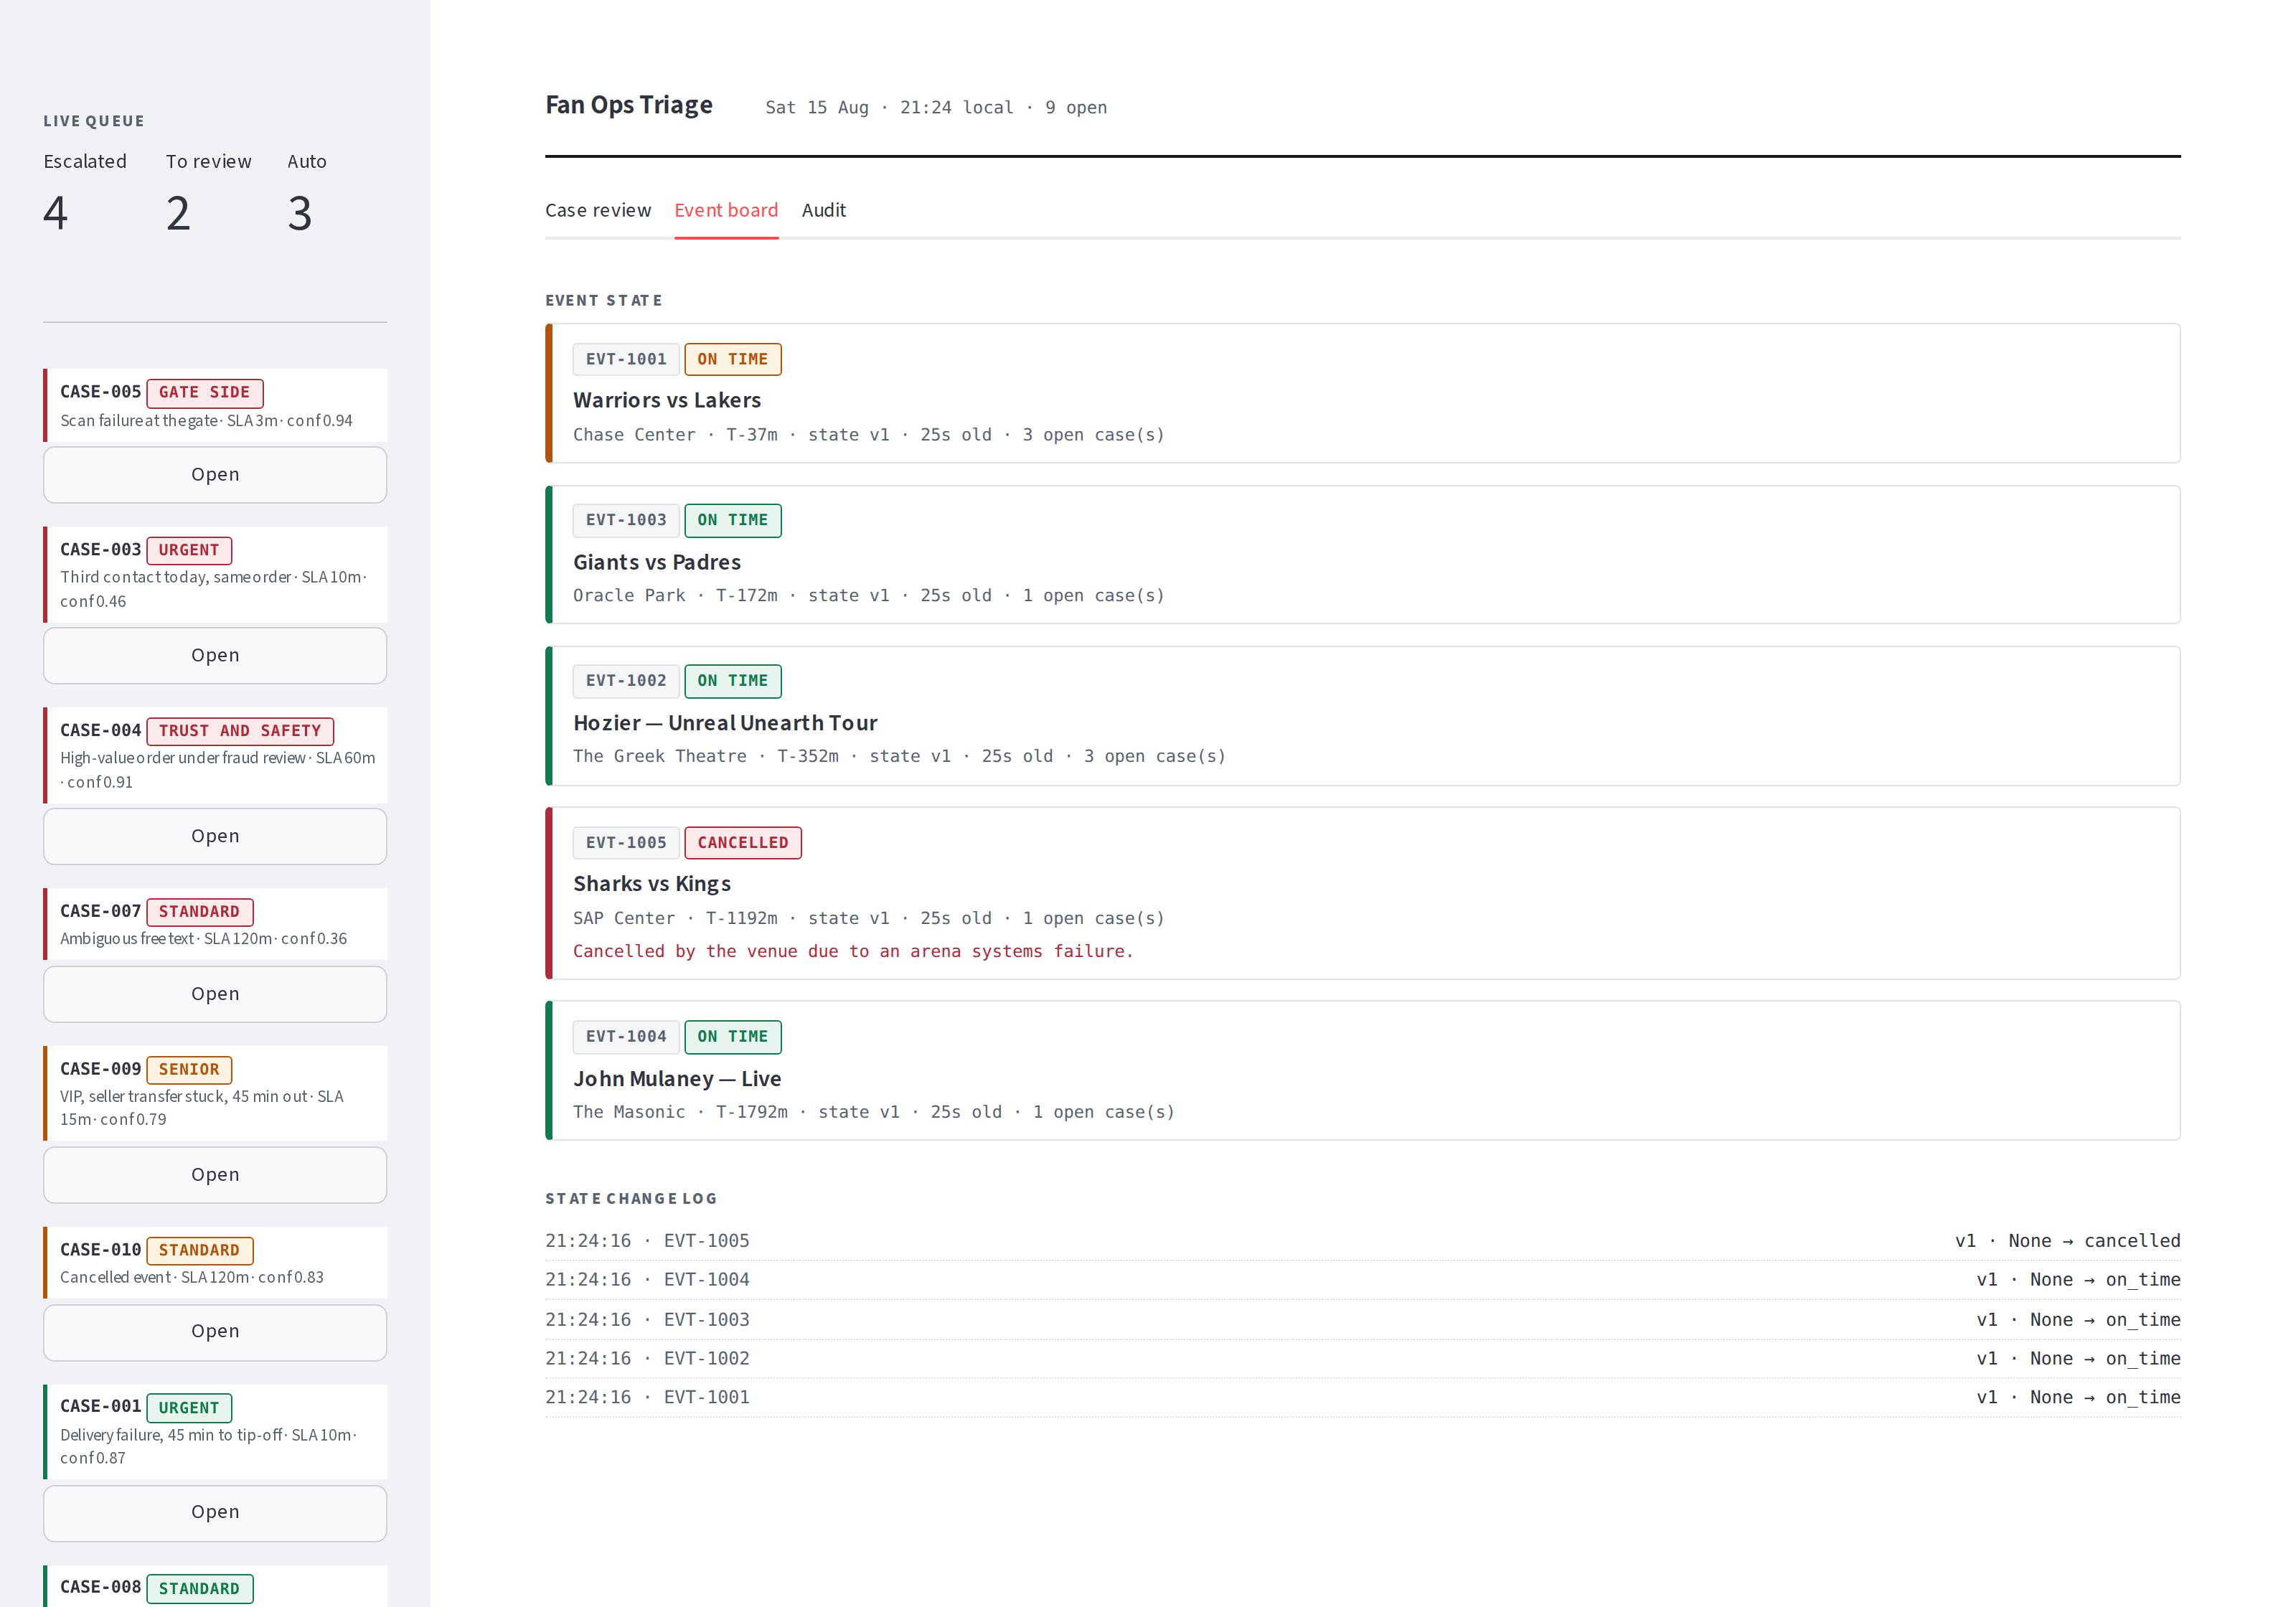 LIVE QUEUE
Escalated To review Auto
4 2 3
CASE-005 GATE SIDE
Scan failure at the gate · SLA 3m · conf 0.94
Open
CASE-003 URGENT
Third contact today, same order · SLA 10m ·
conf 0.46
Open
CASE-004 TRUST AND SAFETY
High-value order under fraud review · SLA 60m
· conf 0.91
Open
CASE-007 STANDARD
Ambiguous free text · SLA 120m · conf 0.36
Open
CASE-009 SENIOR
VIP, seller transfer stuck, 45 min out · SLA
15m · conf 0.79
Open
CASE-010 STANDARD
Cancelled event · SLA 120m · conf 0.83
Open
CASE-001 URGENT
Delivery failure, 45 min to tip-off · SLA 10m ·
conf 0.87
Open
CASE-008 STANDARD
Fan Ops Triage Sat 15 Aug · 21:24 local · 9 open
Case review Event board Audit
EVENT STATE
EVT-1001 ON TIME
Warriors vs Lakers
Chase Center · T-37m · state v1 · 25s old · 3 open case(s)
EVT-1003 ON TIME
Giants vs Padres
Oracle Park · T-172m · state v1 · 25s old · 1 open case(s)
EVT-1002 ON TIME
Hozier — Unreal Unearth Tour
The Greek Theatre · T-352m · state v1 · 25s old · 3 open case(s)
EVT-1005 CANCELLED
Sharks vs Kings
SAP Center · T-1192m · state v1 · 25s old · 1 open case(s)
Cancelled by the venue due to an arena systems failure.
EVT-1004 ON TIME
John Mulaney — Live
The Masonic · T-1792m · state v1 · 25s old · 1 open case(s)
STATE CHANGE LOG
21:24:16 · EVT-1005 v1 · None → cancelled
21:24:16 · EVT-1004 v1 · None → on_time
21:24:16 · EVT-1003 v1 · None → on_time
21:24:16 · EVT-1002 v1 · None → on_time
21:24:16 · EVT-1001 v1 · None → on_time